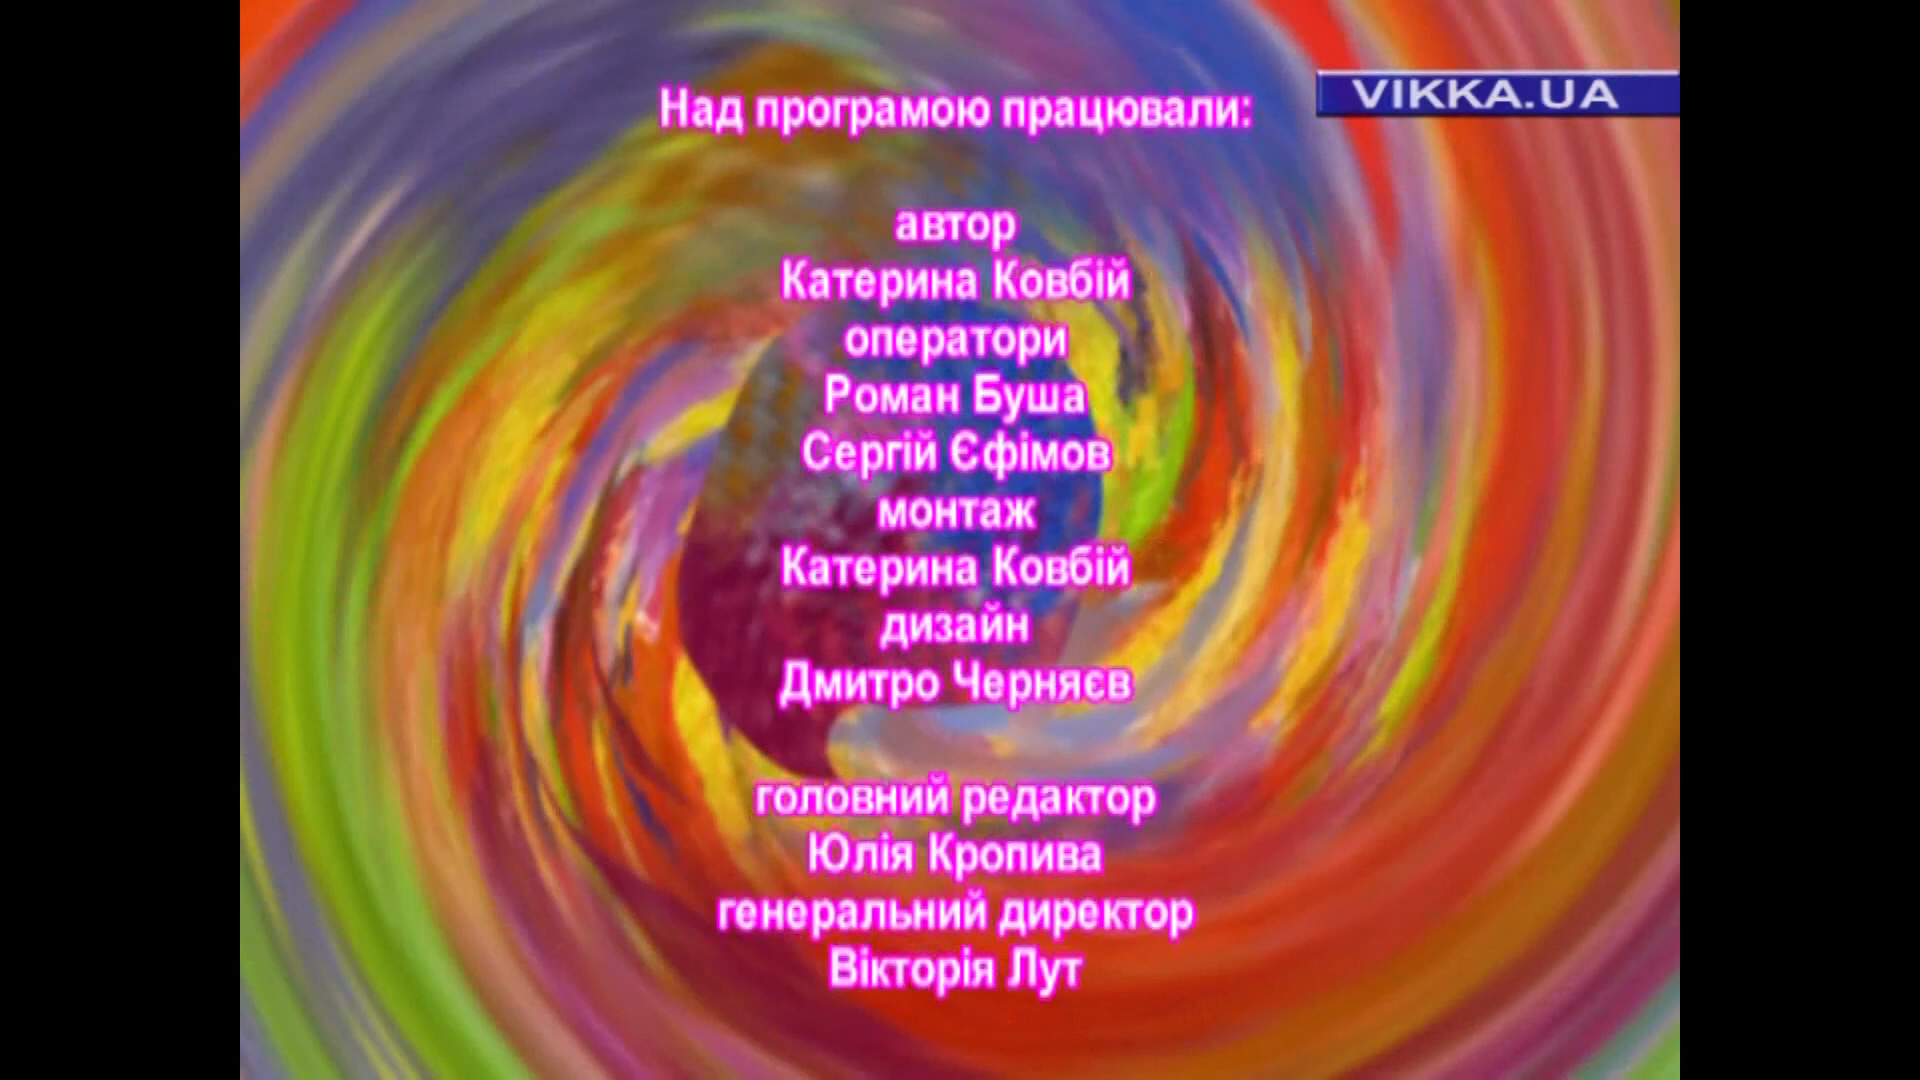 VIKKA.UA
Над програмою працювали:
автор
Катерина Ковбій
оператори
Роман Буша
Сергій Єфімов
монтаж
Катерина Ковбій
дизайн
Дмитро Черняєв
головний редактор
Юлія Кропива
генеральний директор
Вікторія Лут